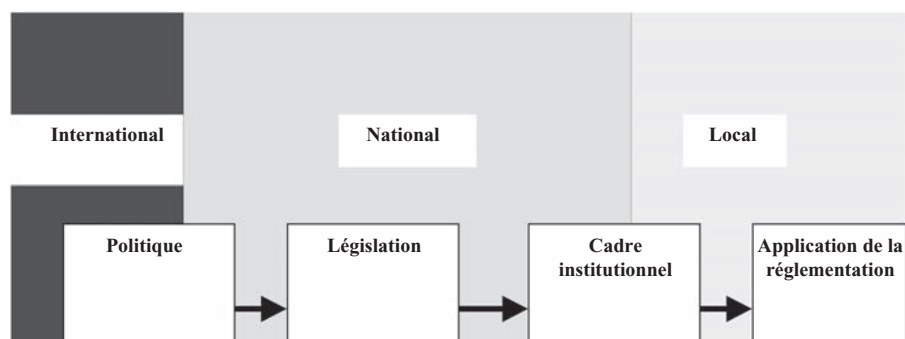 International
National
Local
Politique
Législation
Cadre
institutionnel
Application de la
réglementation